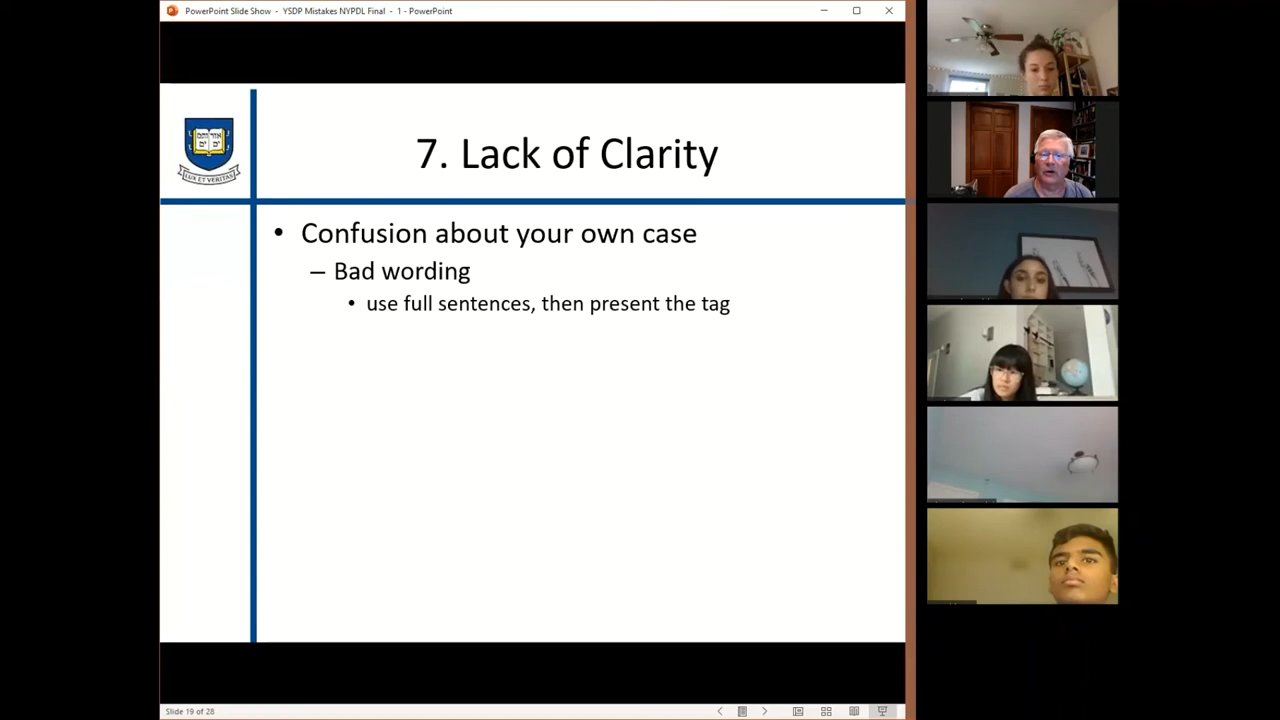 PowerPoint Slide Show - YSDP Mistakes NYPDL Final - 1 - PowerPoint
7. Lack of Clarity
LUX ET VERITAS
• Confusion about your own case
– Bad wording
• use full sentences, then present the tag
Slide 19 of 28